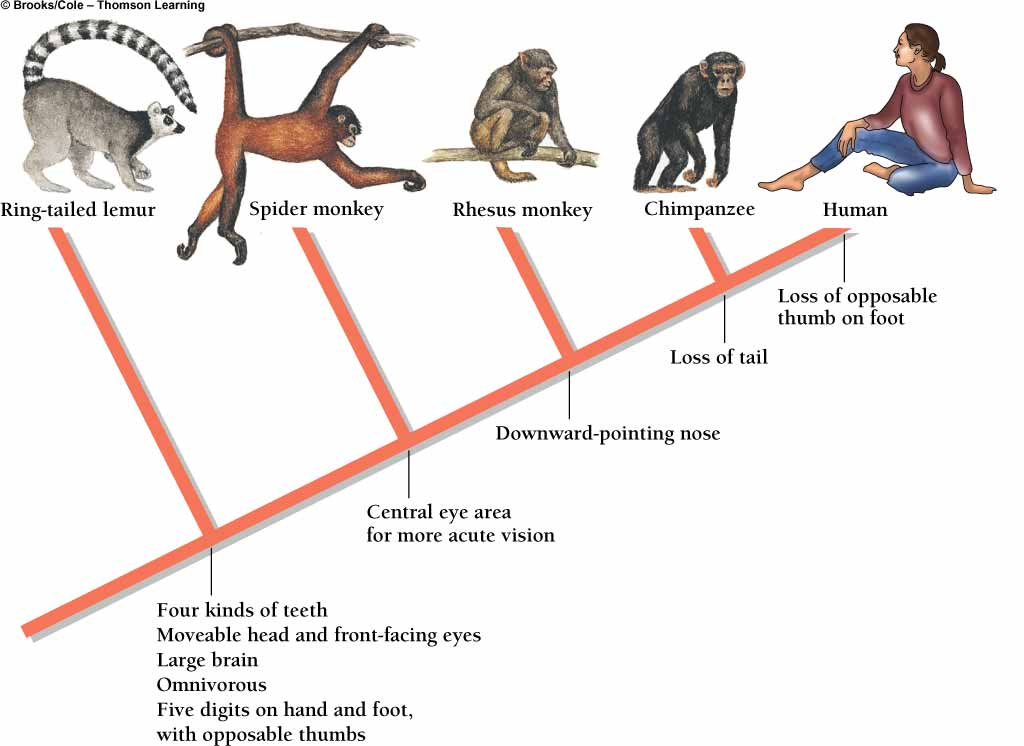 © Brooks/Cole – Thomson Learning
Ring-tailed lemur
Spider monkey
Rhesus monkey
Chimpanzee
Human
Loss of opposable
thumb on foot
Loss of tail
Downward-pointing nose
Central eye area
for more acute vision
Four kinds of teeth
Moveable head and front-facing eyes
Large brain
Omnivorous
Five digits on hand and foot,
with opposable thumbs